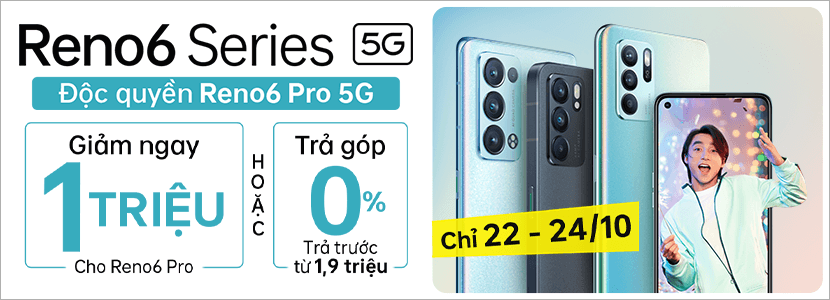 Reno6 Series 5G
Độc quyền Reno6 Pro 5G
Giảm ngay
1 TRIỆU
Cho Reno6 Pro
HOẶC
Trả góp
0%
Trả trước
từ 1,9 triệu
Chỉ 22 - 24/10